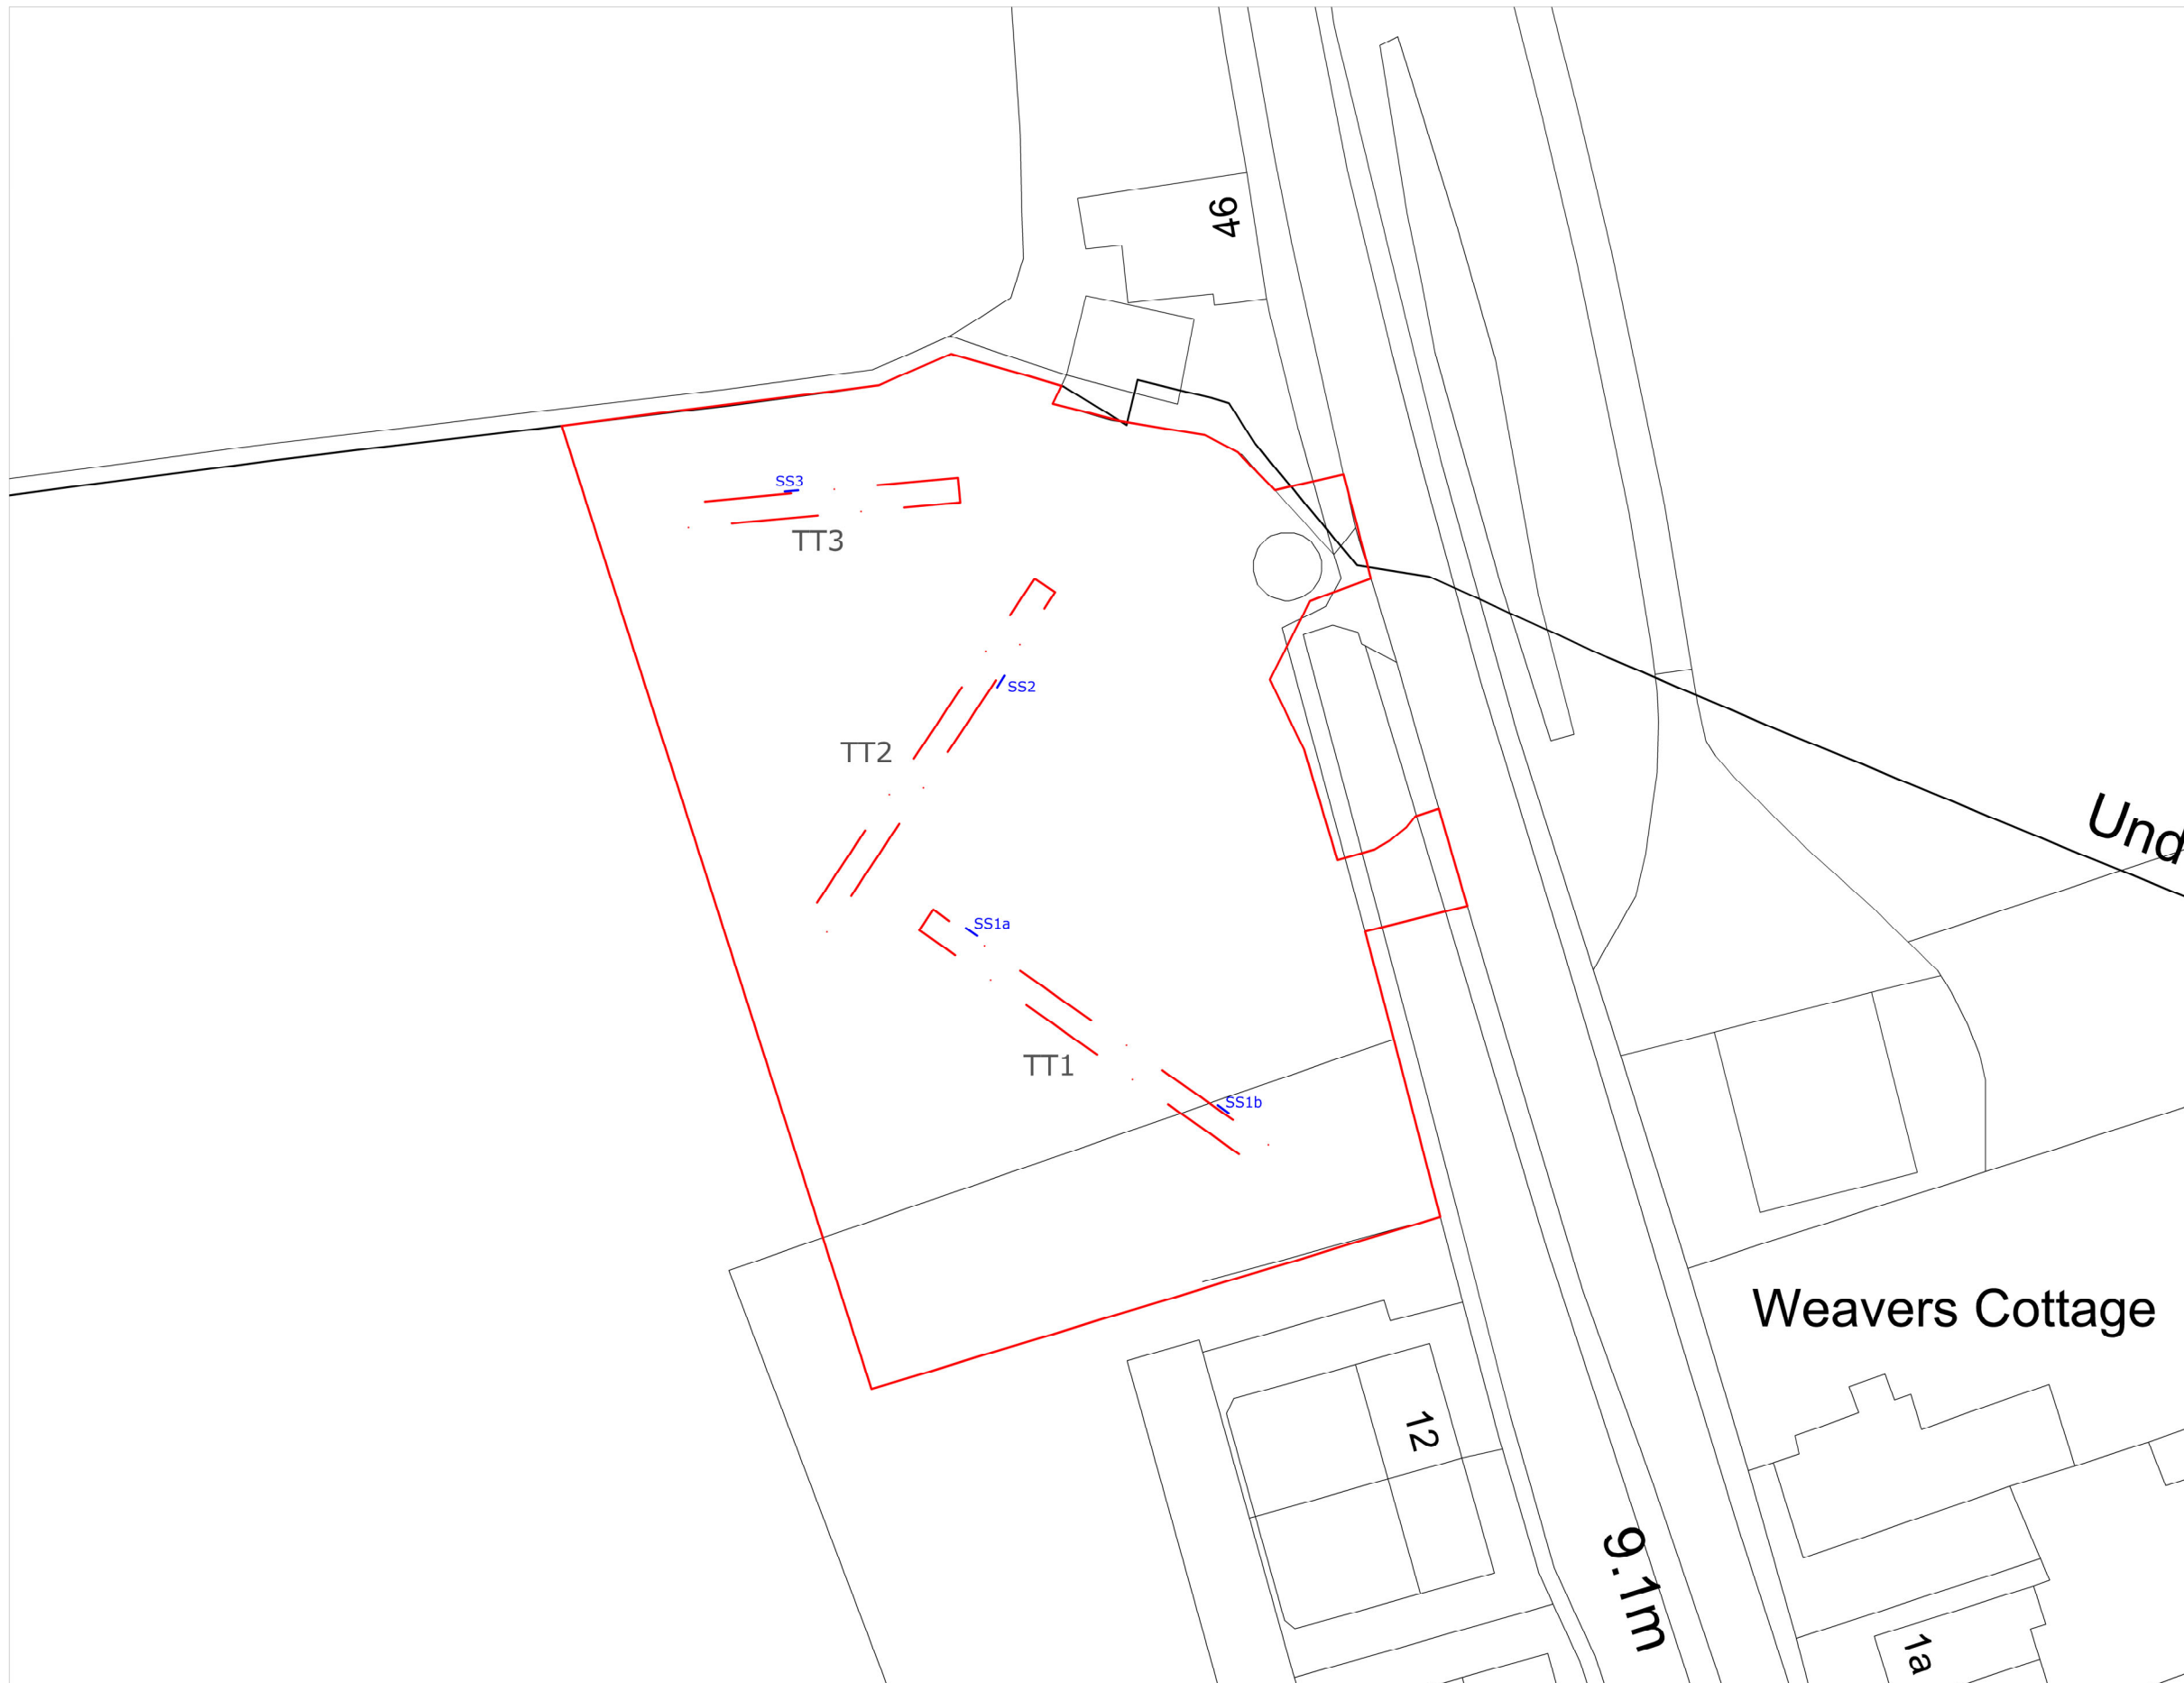 46
SS3
TT3
SS2
TT2
Und
SS1a
TT1
SS1b
Weavers Cottage
12
9.1m
1a